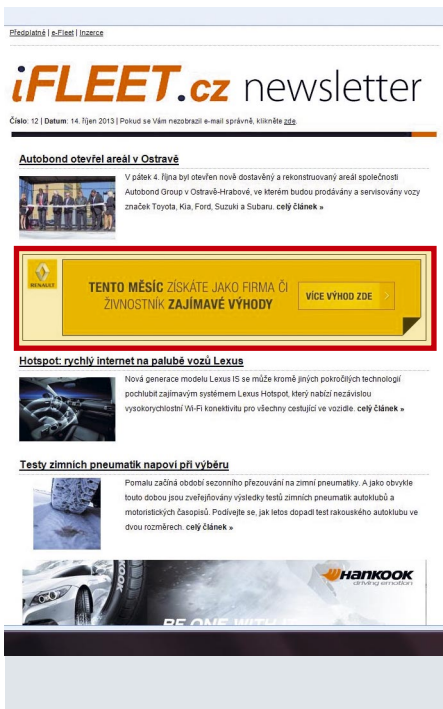 Předplatné | e-Fleet | Inzerce
iFLEET.cz newsletter
Číslo: 12 | Datum: 14. říjen 2013 | Pokud se Vám nezobrazil e-mail správně, klikněte zde.
Autobond otevřel areál v Ostravě
V pátek 4. října byl otevřen nově dostavěný a rekonstruovaný areál společnosti
Autobond Group v Ostravě-Hrabové, ve kterém budou prodávány a servisovány vozy
značek Toyota, Kia, Ford, Suzuki a Subaru. celý článek »
RENAULT
TENTO MĚSÍC ZÍSKÁTE JAKO FIRMA ČI
ŽIVNOSTNÍK ZAJÍMAVÉ VÝHODY
VÍCE VÝHOD ZDE >
Hotspot: rychlý internet na palubě vozů Lexus
Nová generace modelu Lexus IS se může kromě jiných pokročilých technologií
pochlubit zajímavým systémem Lexus Hotspot, který nabízí nezávislou
vysokorychlostní Wi-Fi konektivitu pro všechny cestující ve vozidle. celý článek »
Testy zimních pneumatik napoví při výběru
Pomalu začíná období sezonního přezouvání na zimní pneumatiky. A jako obvykle
touto dobou jsou zveřejňovány výsledky testů zimních pneumatik autoklubů a
motoristických časopisů. Podívejte se, jak letos dopadl test rakouského autoklubu ve
dvou rozměrech. celý článek »
HANKOOK
driving emotion
BE ONE WITH IT